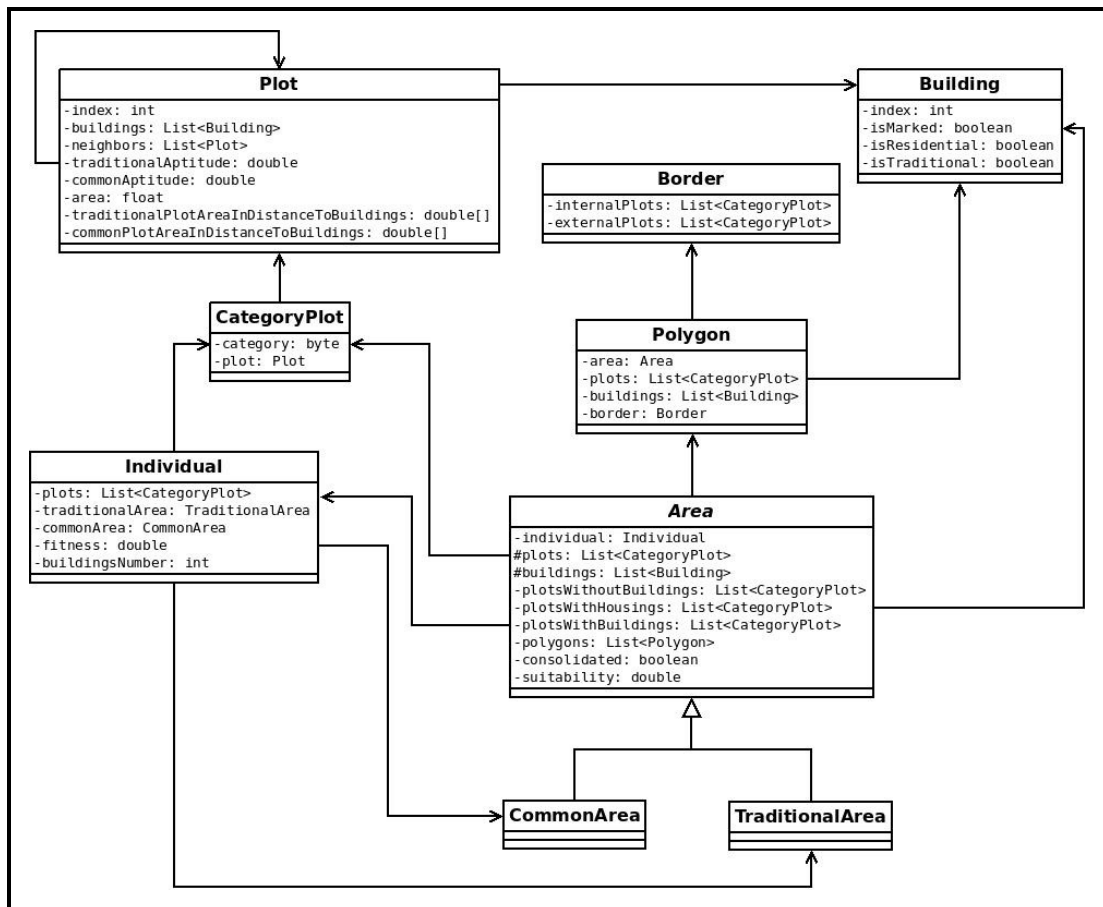 Plot
-index: int
-buildings: List<Building>
-neighbors: List<Plot>
-traditionalAptitude: double
-commonAptitude: double
-area: float
-traditionalPlotAreaInDistanceToBuildings: double[]
-commonPlotAreaInDistanceToBuildings: double[]
Building
-index: int
-isMarked: boolean
-isResidential: boolean
-isTraditional: boolean
Border
-internalPlots: List<CategoryPlot>
-externalPlots: List<CategoryPlot>
CategoryPlot
-category: byte
-plot: Plot
Polygon
-area: Area
-plots: List<CategoryPlot>
-buildings: List<Building>
-border: Border
Individual
-plots: List<CategoryPlot>
-traditionalArea: TraditionalArea
-commonArea: CommonArea
-fitness: double
-buildingsNumber: int
Area
-individual: Individual
#plots: List<CategoryPlot>
#buildings: List<Building>
-plotsWithoutBuildings: List<CategoryPlot>
-plotsWithHousings: List<CategoryPlot>
-plotsWithBuildings: List<CategoryPlot>
-polygons: List<Polygon>
-consolidated: boolean
-suitability: double
CommonArea
TraditionalArea